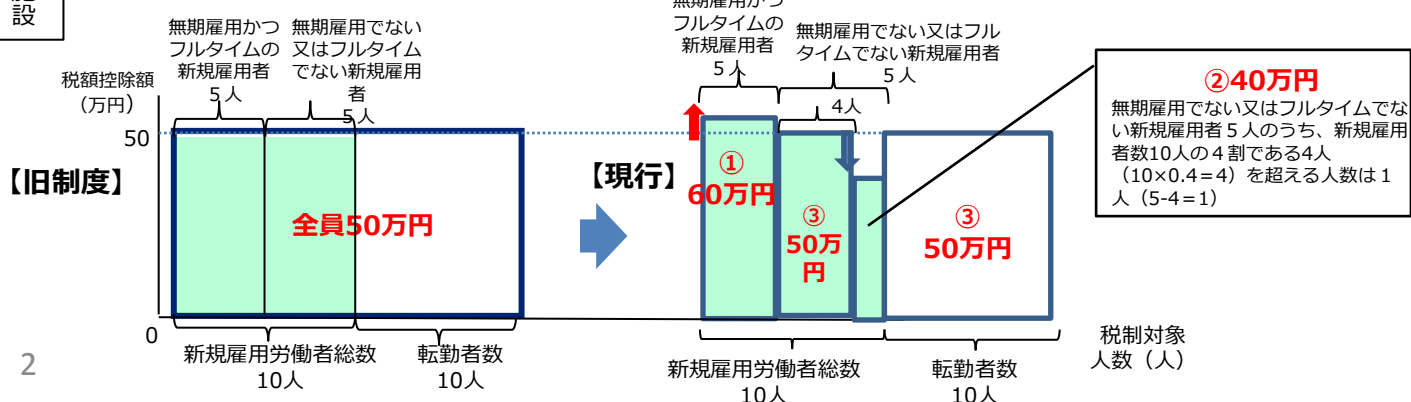 設
無期雇用かつ
フルタイムの
新規雇用者
5人
無期雇用でない
又はフルタイム
でない新規雇用
者
5人
税額控除額
（万円）
50
【旧制度】
全員50万円
0
新規雇用労働者総数
10人
転勤者数
10人
フルタイムの
新規雇用者
5人
無期雇用でない又はフル
タイムでない新規雇用者
5人
4人
【現行】
①
60万円
③
50万
円
③
50万円
新規雇用労働者総数
10人
転勤者数
10人
税制対象
人数（人）
②40万円
無期雇用でない又はフルタイムでな
い新規雇用者５人のうち、新規雇用
者数10人の４割である4人
（10×0.4＝4）を超える人数は１
人（5-4＝1）
2